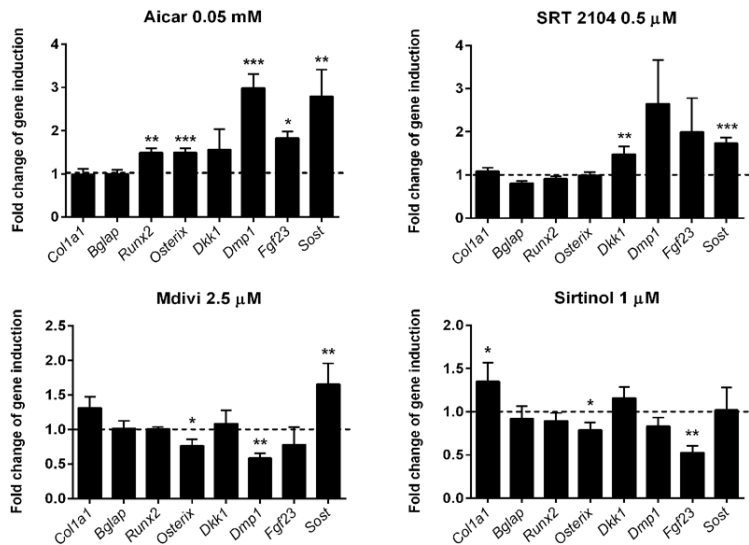 Aicar 0.05 mM
Fold change of gene induction
4
3
2
1
0
***
**
**
***
*
Col1a1
Bglap
Runx2
Osterix
Dkk1
Dmp1
Fgf23
Sost
SRT 2104 0.5 μM
Fold change of gene induction
4
3
2
1
0
**
***
Col1a1
Bglap
Runx2
Osterix
Dkk1
Dmp1
Fgf23
Sost
Mdivi 2.5 μM
Fold change of gene induction
2.5
2.0
1.5
1.0
0.5
0.0
**
*
**
Col1a1
Bglap
Runx2
Osterix
Dkk1
Dmp1
Fgf23
Sost
Sirtinol 1 μM
Fold change of gene induction
2.0
1.5
1.0
0.5
0.0
*
*
**
Col1a1
Bglap
Runx2
Osterix
Dkk1
Dmp1
Fgf23
Sost